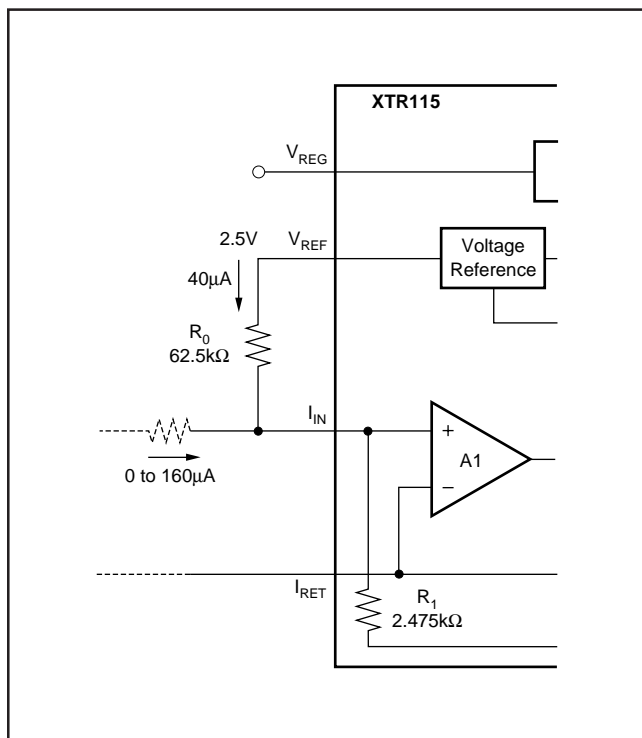 XTR115
V_REG
2.5V
V_REF
Voltage
Reference
40µA
R_0
62.5kΩ
I_IN
+
A1
−
0 to 160µA
I_RET
R_1
2.475kΩ